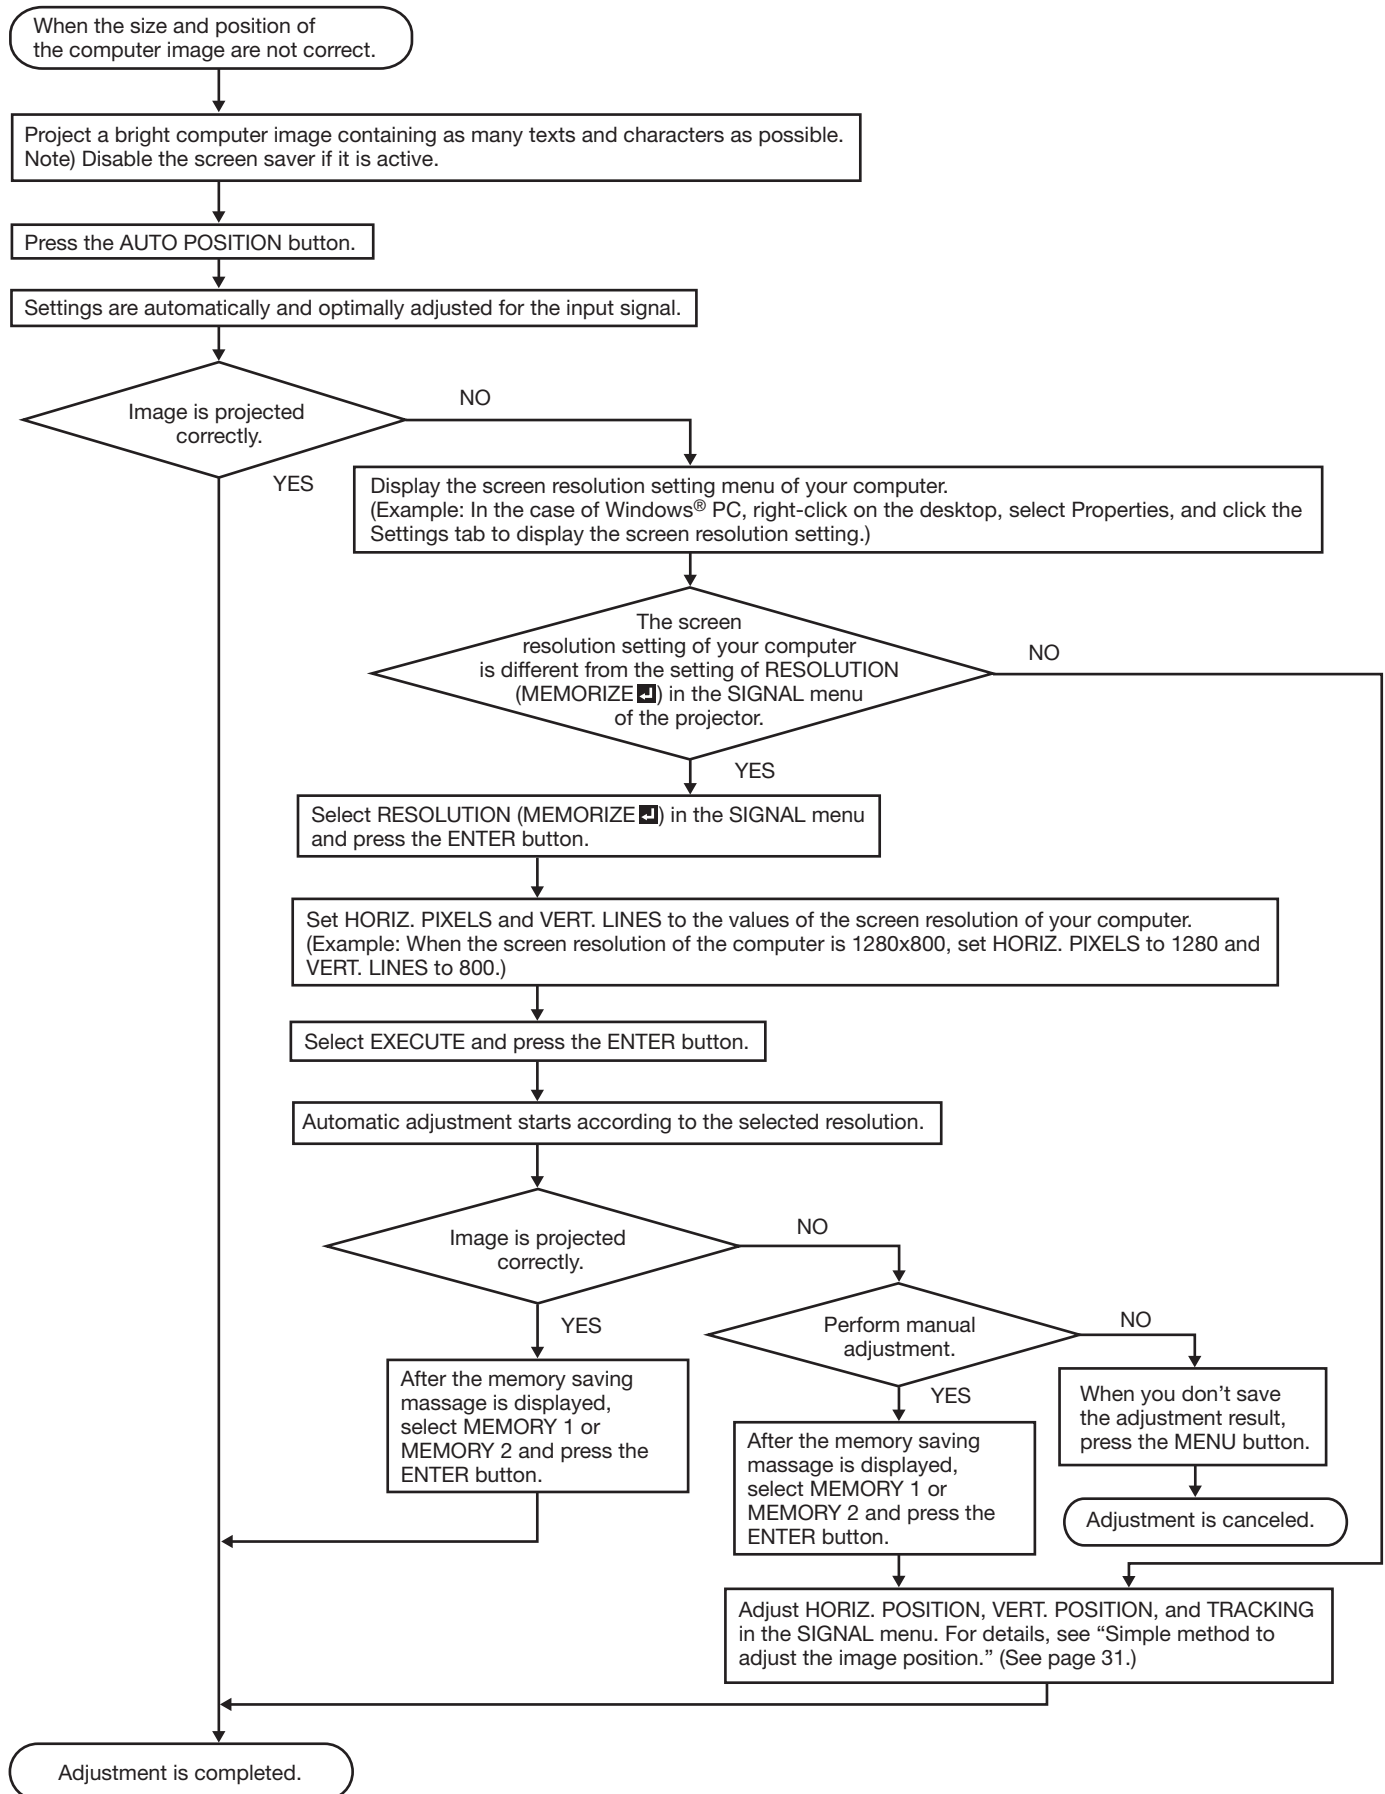 When the size and position of
the computer image are not correct.
Project a bright computer image containing as many texts and characters as possible.
Note) Disable the screen saver if it is active.
Press the AUTO POSITION button.
Settings are automatically and optimally adjusted for the input signal.
Image is projected
correctly.
NO
YES
Display the screen resolution setting menu of your computer.
(Example: In the case of Windows® PC, right-click on the desktop, select Properties, and click the
Settings tab to display the screen resolution setting.)
The screen
resolution setting of your computer
is different from the setting of RESOLUTION
(MEMORIZE ↵) in the SIGNAL menu
of the projector.
NO
YES
Select RESOLUTION (MEMORIZE ↵) in the SIGNAL menu
and press the ENTER button.
Set HORIZ. PIXELS and VERT. LINES to the values of the screen resolution of your computer.
(Example: When the screen resolution of the computer is 1280x800, set HORIZ. PIXELS to 1280 and
VERT. LINES to 800.)
Select EXECUTE and press the ENTER button.
Automatic adjustment starts according to the selected resolution.
Image is projected
correctly.
NO
YES
Perform manual
adjustment.
NO
YES
After the memory saving
massage is displayed,
select MEMORY 1 or
MEMORY 2 and press the
ENTER button.
When you don't save
the adjustment result,
press the MENU button.
After the memory saving
massage is displayed,
select MEMORY 1 or
MEMORY 2 and press the
ENTER button.
Adjustment is canceled.
Adjust HORIZ. POSITION, VERT. POSITION, and TRACKING
in the SIGNAL menu. For details, see “Simple method to
adjust the image position.” (See page 31.)
Adjustment is completed.